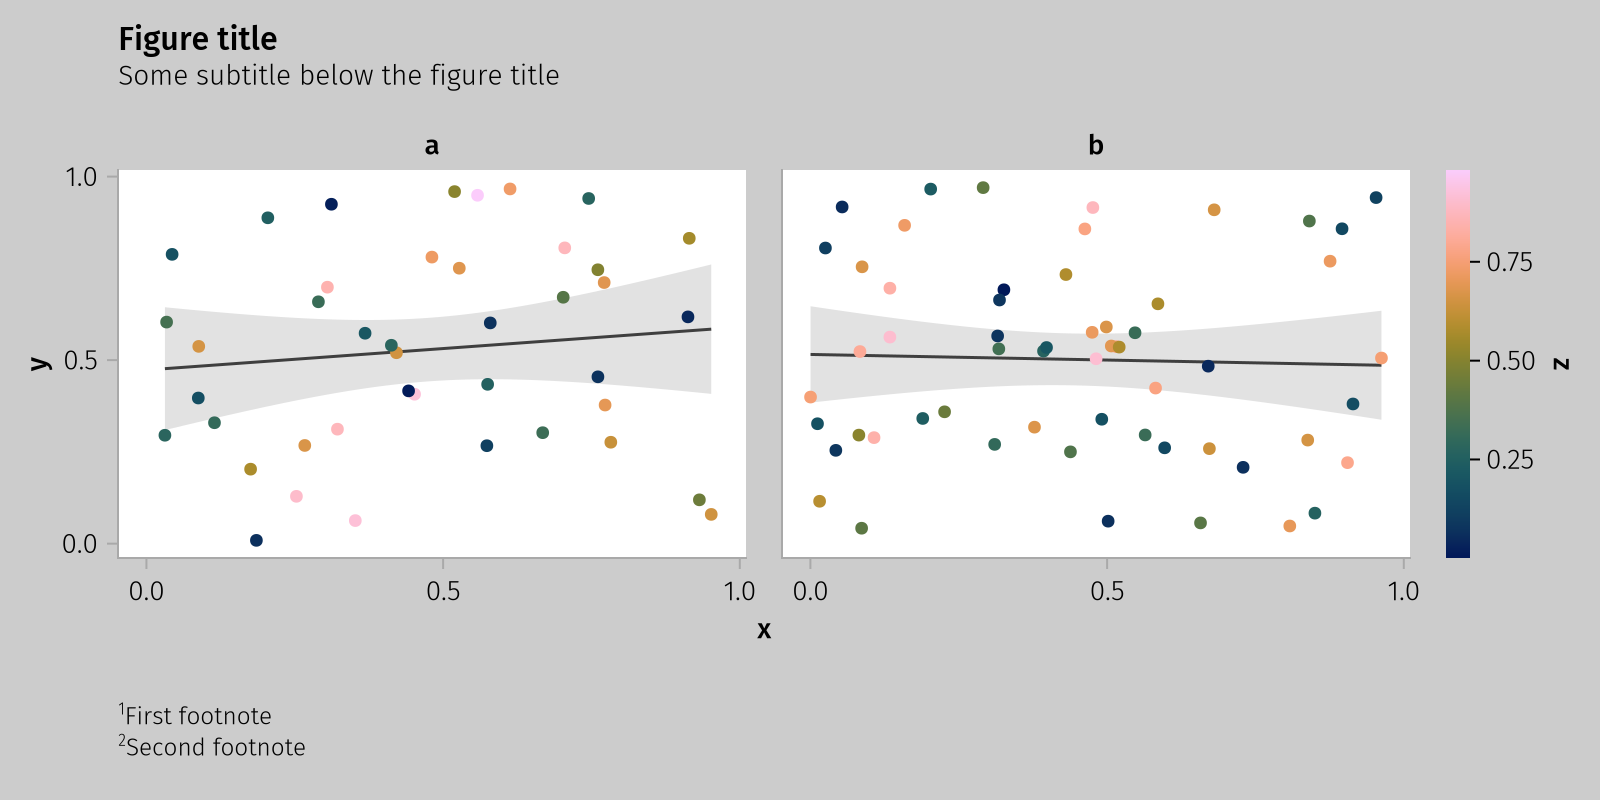 Figure title
Some subtitle below the figure title
a
b
1.0
0.5
0.0
y
0.0 0.5 1.0
0.0 0.5 1.0
x
0.75
0.50
0.25
z
¹First footnote
²Second footnote